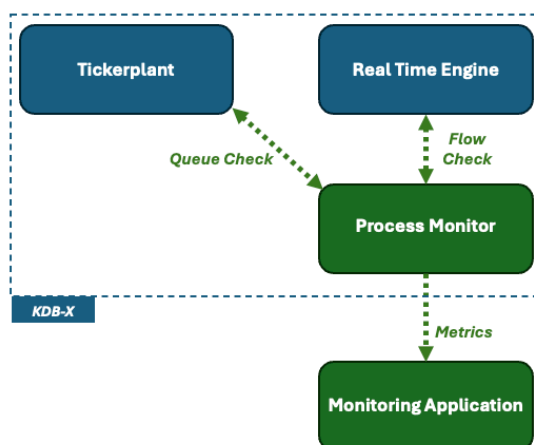 Tickerplant
Real Time Engine
Queue Check
Flow
Check
Process Monitor
KDB-X
Metrics
Monitoring Application